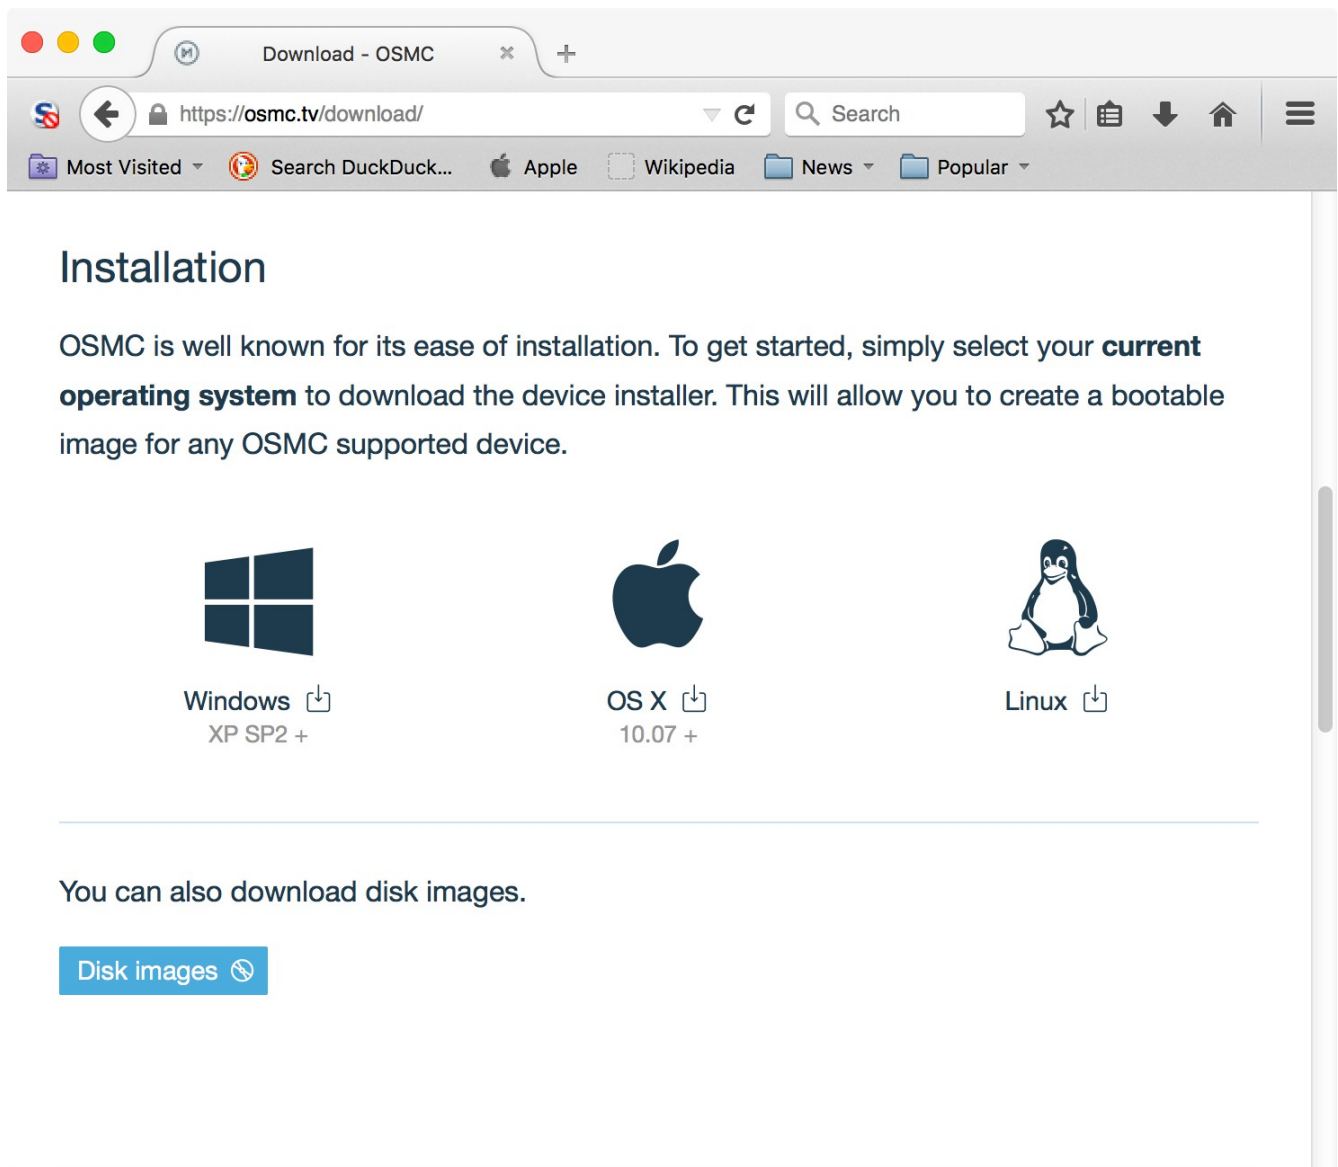 Download - OSMC
https://osmc.tv/download/
Search
Most Visited
Search DuckDuck...
Apple
Wikipedia
News
Popular
Installation
OSMC is well known for its ease of installation. To get started, simply select your current
operating system to download the device installer. This will allow you to create a bootable
image for any OSMC supported device.
Windows
XP SP2 +
OS X
10.07 +
Linux
You can also download disk images.
Disk images